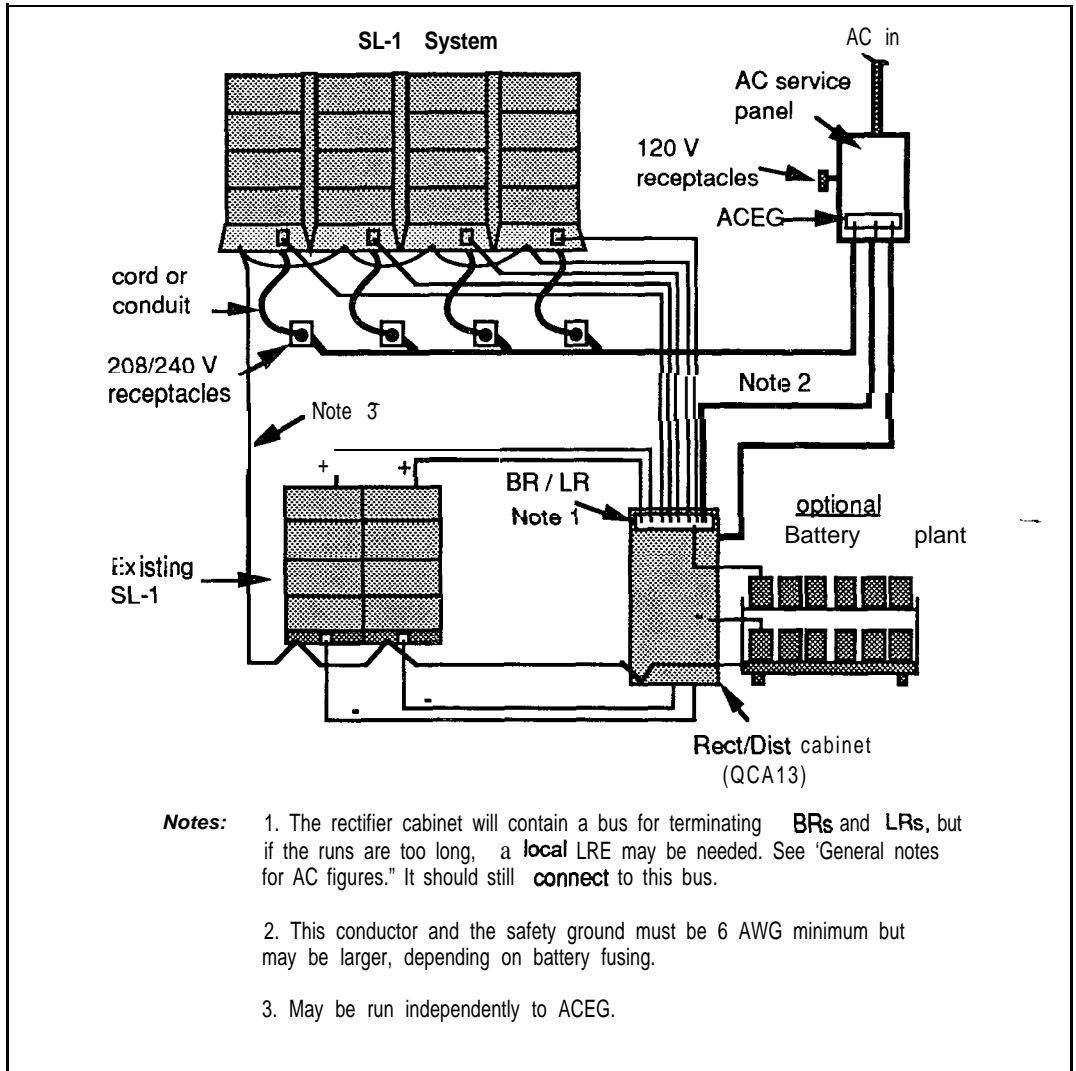 SL-1 System
AC in
AC service
panel
120 V
receptacles
ACEG
cord or
conduit
208/240 V
receptacles
Note 2
Note 3
+ +
BR / LR
Note 1
optional
Battery plant
Existing
SL-1
-
- -
Rect/Dist cabinet
(QCA13)
Notes: 1. The rectifier cabinet will contain a bus for terminating BRs and LRs, but
if the runs are too long, a local LRE may be needed. See ‘General notes
for AC figures.” It should still connect to this bus.
2. This conductor and the safety ground must be 6 AWG minimum but
may be larger, depending on battery fusing.
3. May be run independently to ACEG.